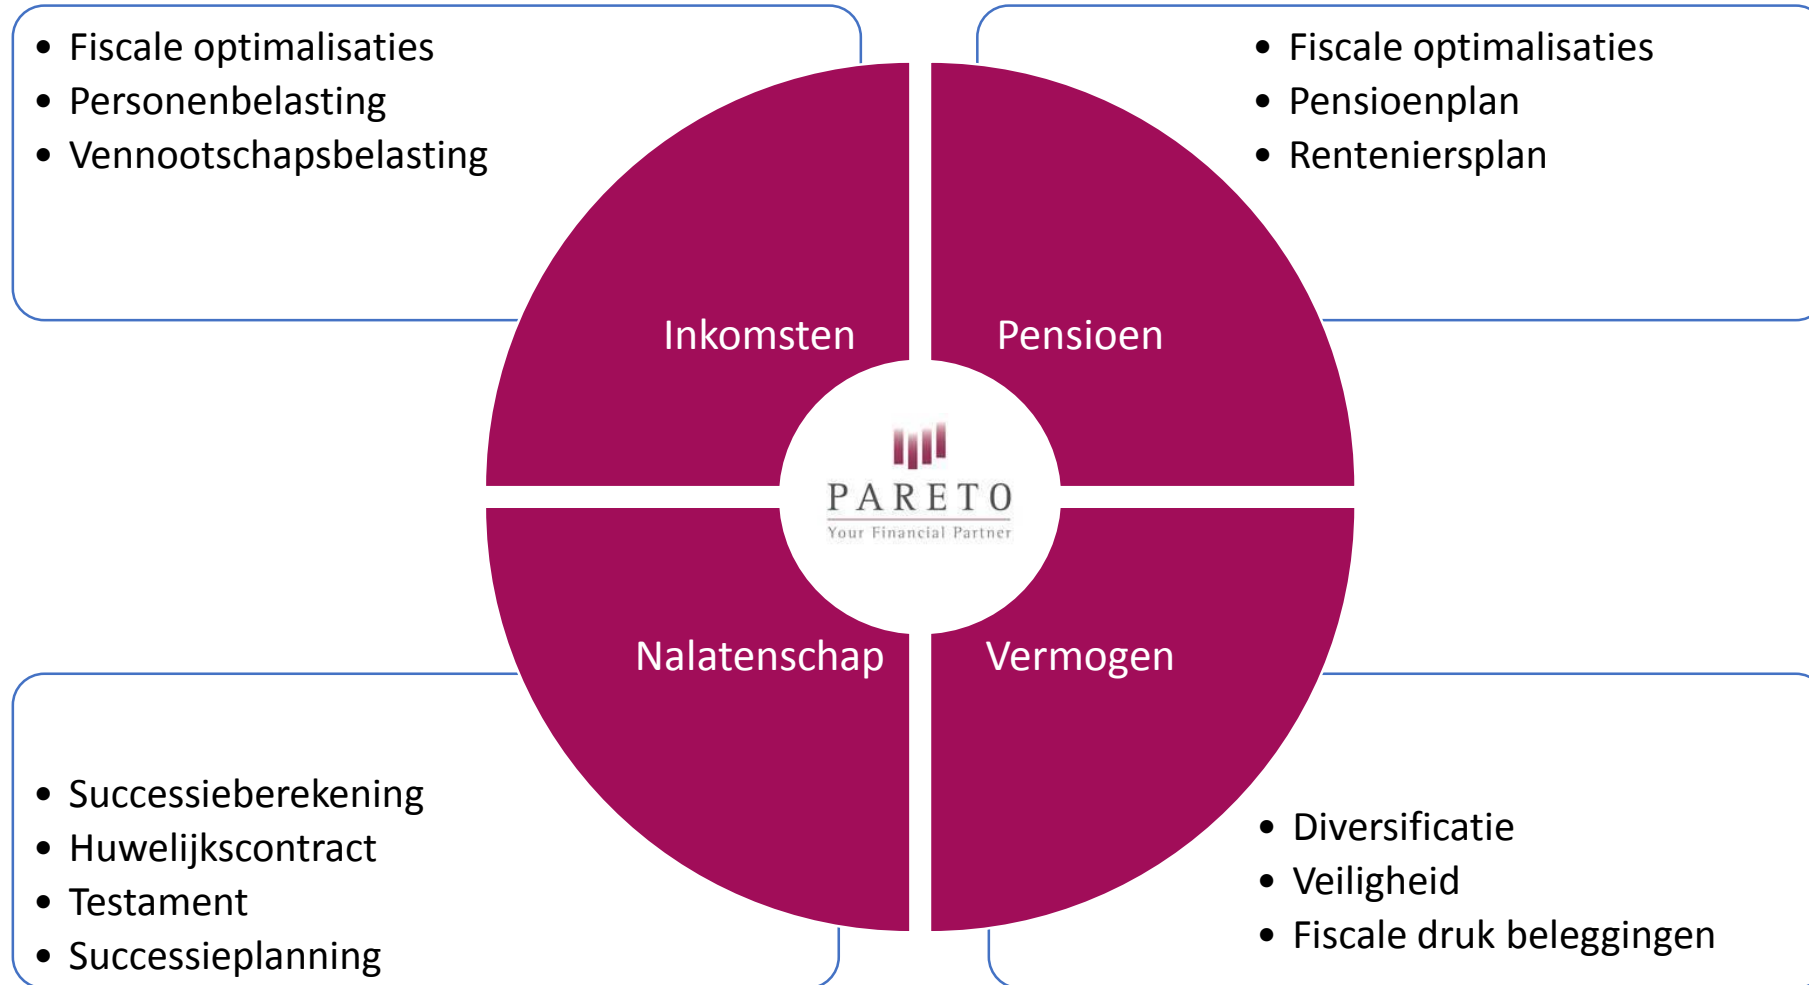 • Fiscale optimalisaties
• Personenbelasting
• Vennootschapsbelasting
• Fiscale optimalisaties
• Pensioenplan
• Renteniersplan
Inkomsten
Pensioen
PARETO
Your Financial Partner
Nalatenschap
Vermogen
• Successieberekening
• Huwelijkscontract
• Testament
• Successieplanning
• Diversificatie
• Veiligheid
• Fiscale druk beleggingen